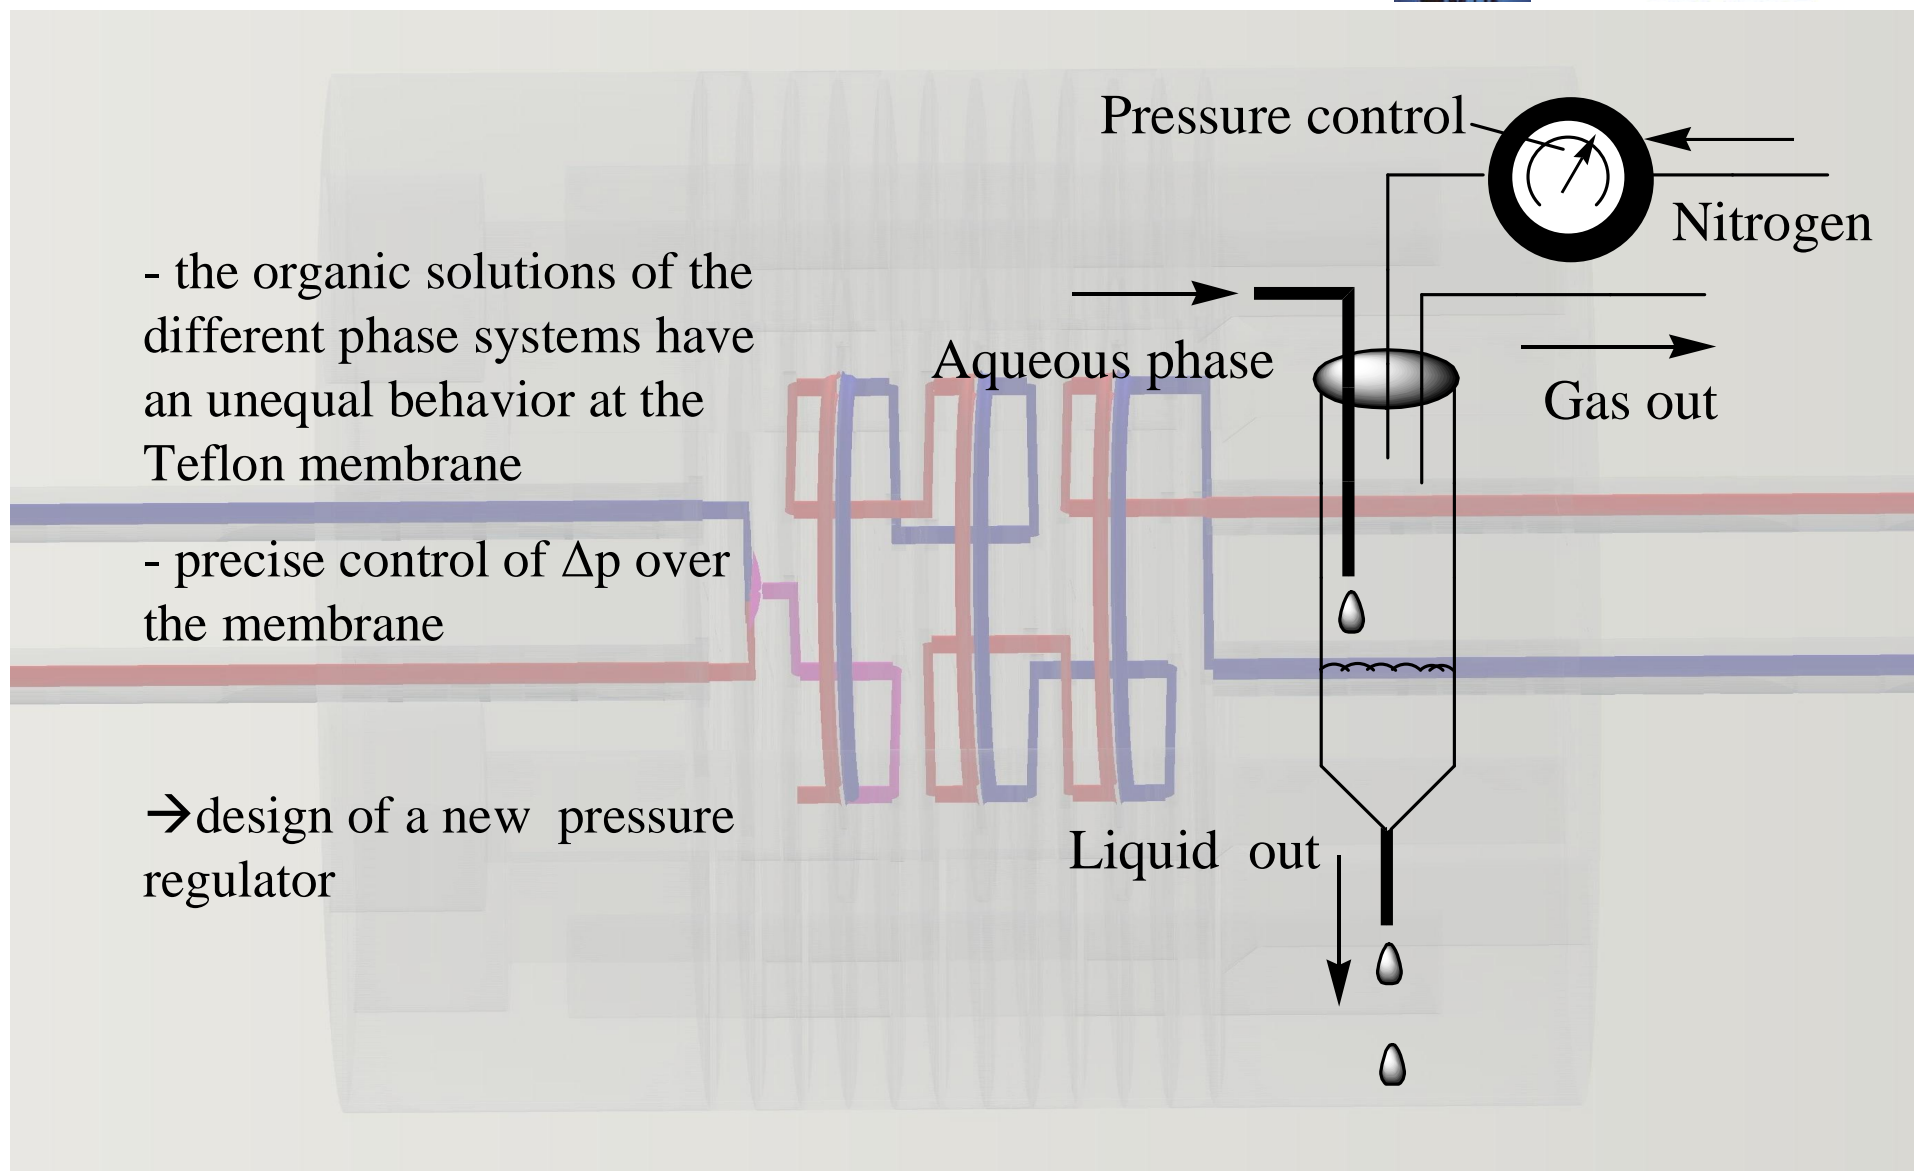 - the organic solutions of the
different phase systems have
an unequal behavior at the
Teflon membrane
- precise control of Δp over
the membrane
→design of a new  pressure
regulator
Pressure control
Nitrogen
Aqueous phase
Gas out
Liquid  out